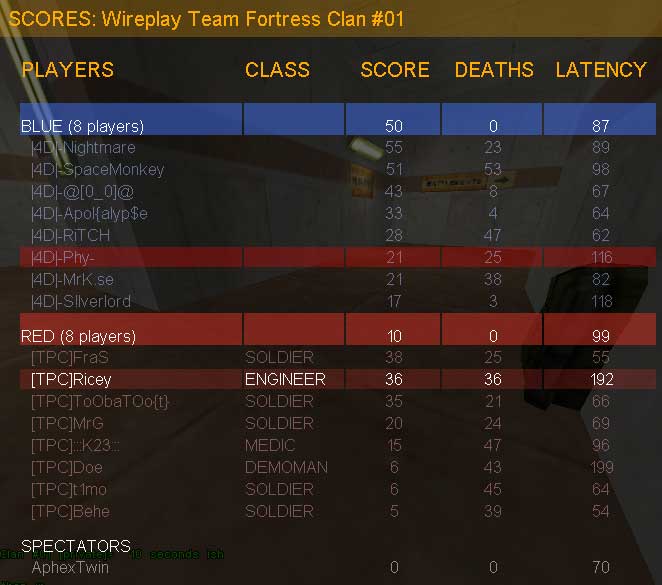 SCORES: Wireplay Team Fortress Clan #01
PLAYERS CLASS SCORE DEATHS LATENCY
BLUE (8 players) 50 0 87
|4D|-Nightmare 55 23 89
|4D|-SpaceMonkey 51 53 98
|4D|-@[0_0]@ 43 8 67
|4D|-Apol{alyp$e 33 4 64
|4D|-RiTCH 28 47 62
|4D|-Phy- 21 25 116
|4D|-MrK.se 21 38 82
|4D|-SIlverlord 17 3 118
RED (8 players) 10 0 99
[TPC]FraS SOLDIER 38 25 55
[TPC]Ricey ENGINEER 36 36 192
[TPC]ToObaTOo{t} SOLDIER 35 21 66
[TPC]MrG SOLDIER 20 24 69
[TPC]:::K23::: MEDIC 15 47 96
[TPC]Doe DEMOMAN 6 43 199
[TPC]t1mo SOLDIER 6 45 64
[TPC]Behe SOLDIER 5 39 54
SPECTATORS
10 seconds ish
AphexTwin 0 0 70